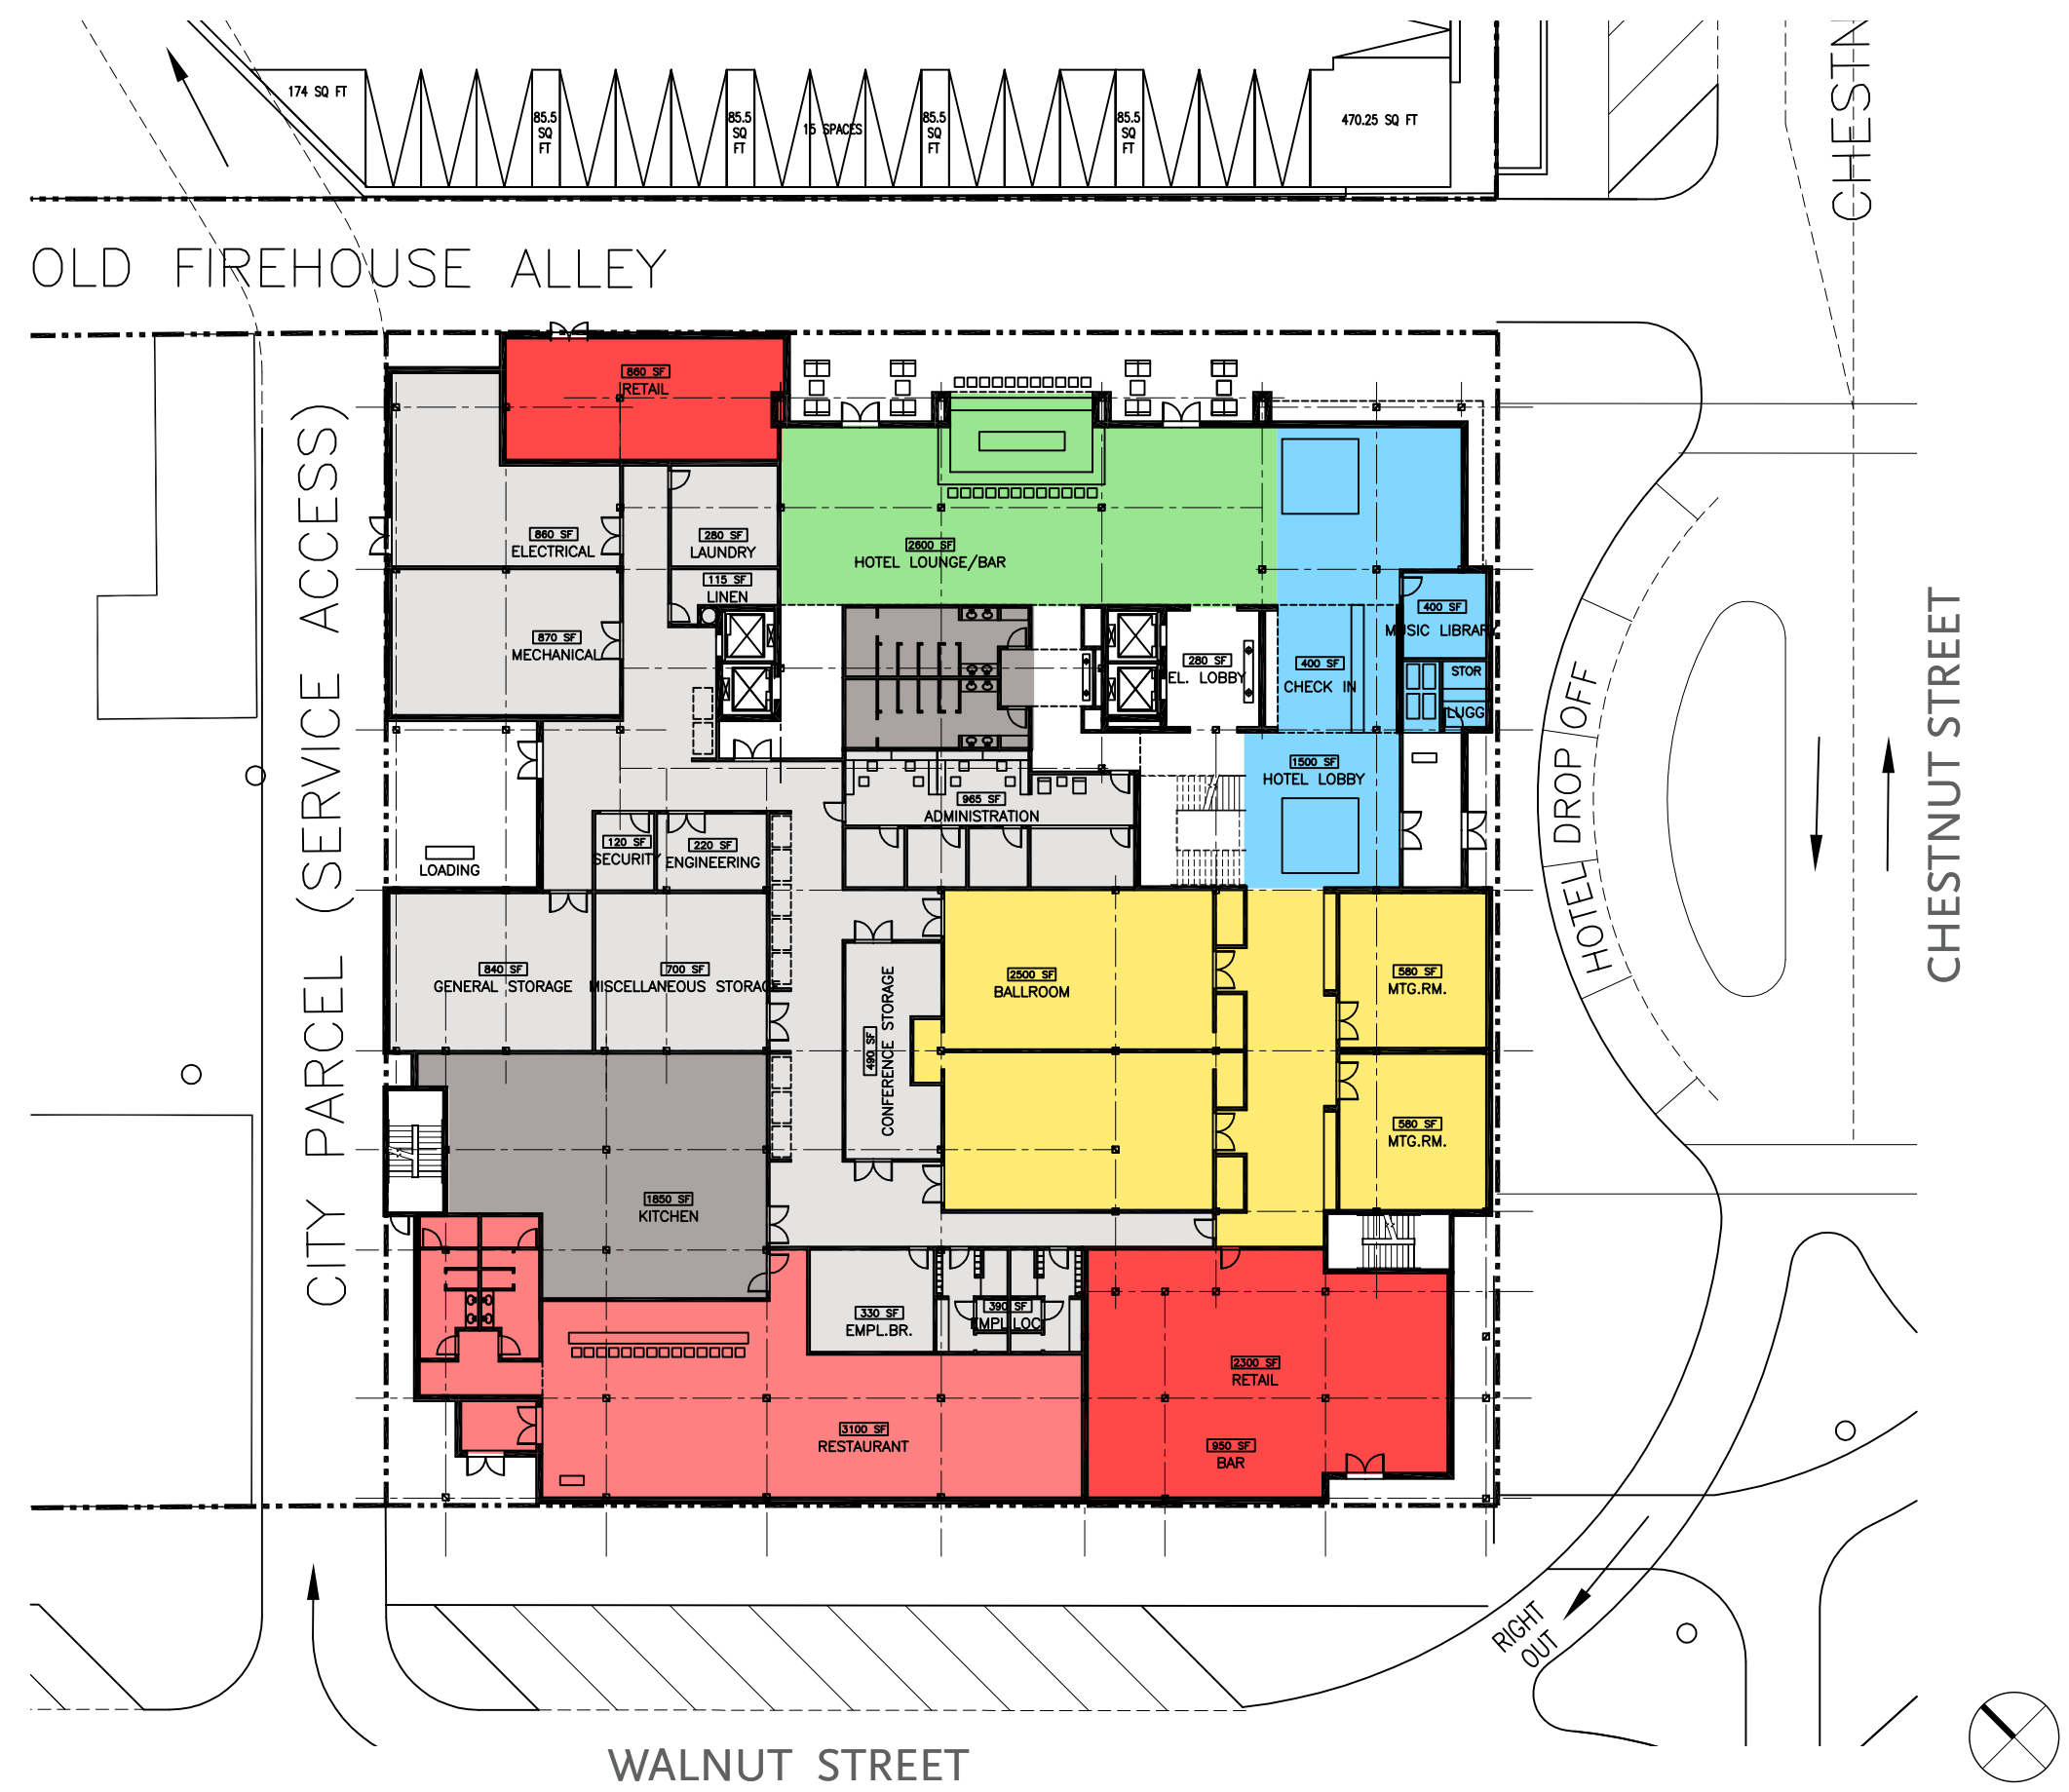 CHESTN
174 SQ FT
85.5
SQ
FT
85.5
SQ
FT
15 SPACES
85.5
SQ
FT
85.5
SQ
FT
470.25 SQ FT
OLD FIREHOUSE ALLEY
CITY PARCEL (SERVICE ACCESS)
860 SF
RETAIL
860 SF
ELECTRICAL
280 SF
LAUNDRY
115 SF
LINEN
2600 SF
HOTEL LOUNGE/BAR
870 SF
MECHANICAL
280 SF
EL. LOBBY
400 SF
CHECK IN
400 SF
MUSIC LIBRARY
STOR
LUGG
1500 SF
HOTEL LOBBY
965 SF
ADMINISTRATION
120 SF
SECURITY
220 SF
ENGINEERING
LOADING
HOTEL DROP OFF
CHESTNUT STREET
840 SF
GENERAL STORAGE
700 SF
MISCELLANEOUS STORAGE
490 SF
CONFERENCE STORAGE
2500 SF
BALLROOM
580 SF
MTG.RM.
580 SF
MTG.RM.
1850 SF
KITCHEN
330 SF
EMPL.BR.
390 SF
EMPL.LOC.
2300 SF
RETAIL
3100 SF
RESTAURANT
950 SF
BAR
RIGHT
OUT
WALNUT STREET